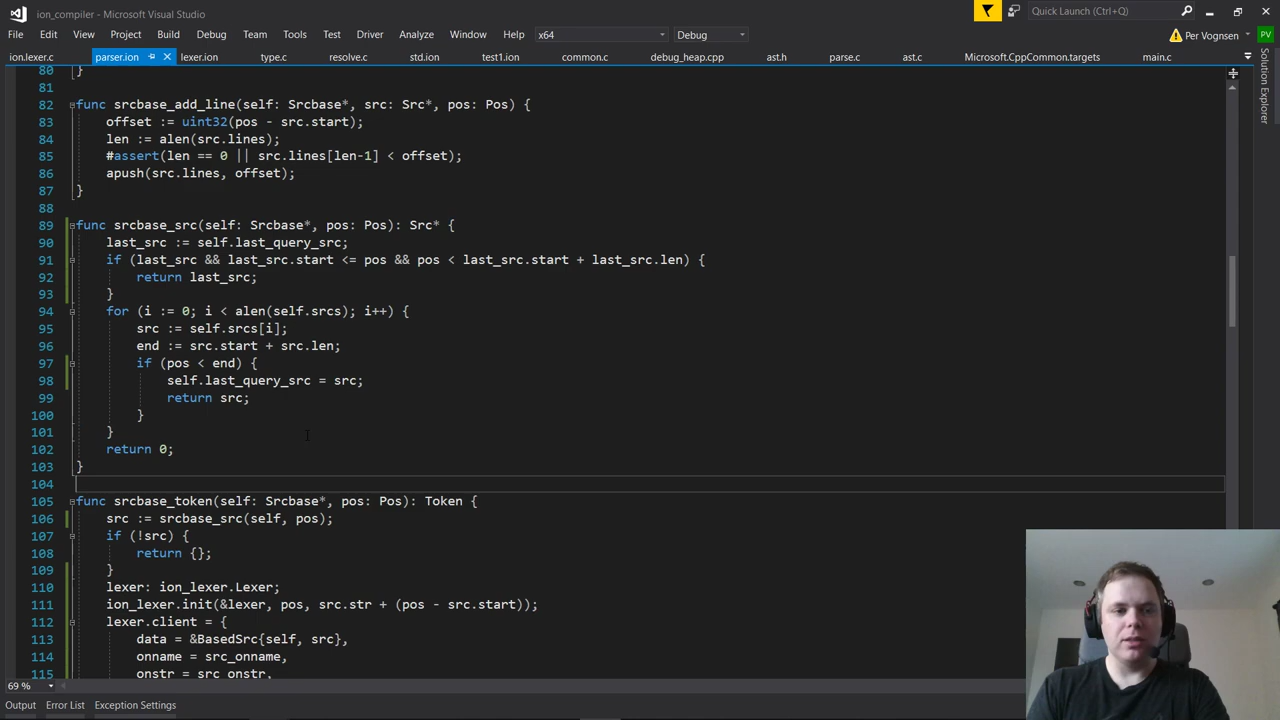 ion_compiler - Microsoft Visual Studio
Quick Launch (Ctrl+Q)
File Edit View Project Build Debug Team Tools Test Driver Analyze Window Help x64 Debug Per Vognsen PV
ion.lexer.c parser.ion lexer.ion type.c resolve.c std.ion test1.ion common.c debug_heap.cpp ast.h parse.c ast.c Microsoft.CppCommon.targets main.c
Solution Explorer
80 }
81
82 func srcbase_add_line(self: Srcbase*, src: Src*, pos: Pos) {
83 offset := uint32(pos - src.start);
84 len := alen(src.lines);
85 #assert(len == 0 || src.lines[len-1] < offset);
86 apush(src.lines, offset);
87 }
88
89 func srcbase_src(self: Srcbase*, pos: Pos): Src* {
90 last_src := self.last_query_src;
91 if (last_src && last_src.start <= pos && pos < last_src.start + last_src.len) {
92 return last_src;
93 }
94 for (i := 0; i < alen(self.srcs); i++) {
95 src := self.srcs[i];
96 end := src.start + src.len;
97 if (pos < end) {
98 self.last_query_src = src;
99 return src;
100 }
101 }
102 return 0;
103 }
104
105 func srcbase_token(self: Srcbase*, pos: Pos): Token {
106 src := srcbase_src(self, pos);
107 if (!src) {
108 return {};
109 }
110 lexer: ion_lexer.Lexer;
111 ion_lexer.init(&lexer, pos, src.str + (pos - src.start));
112 lexer.client = {
113 data = &BasedSrc{self, src},
114 onname = src_onname,
115 onstr = src_onstr,
69 %
Output Error List Exception Settings